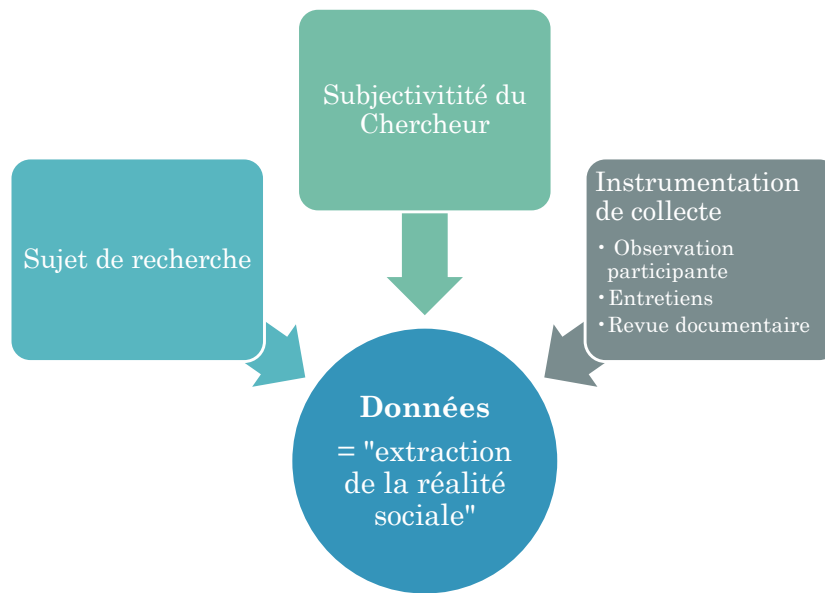 Subjectivitité du
Chercheur
Sujet de recherche
Instrumentation
de collecte
• Observation
participante
• Entretiens
• Revue documentaire
Données
= "extraction
de la réalité
sociale"